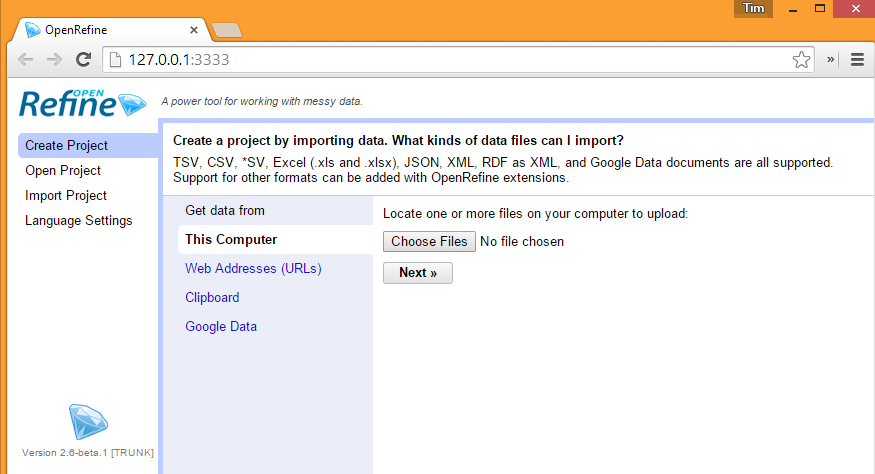 Tim
OpenRefine
127.0.0.1:3333
OPEN
Refine
A power tool for working with messy data.
Create Project
Open Project
Import Project
Language Settings
Create a project by importing data. What kinds of data files can I import?
TSV, CSV, *SV, Excel (.xls and .xlsx), JSON, XML, RDF as XML, and Google Data documents are all supported.
Support for other formats can be added with OpenRefine extensions.
Get data from
This Computer
Web Addresses (URLs)
Clipboard
Google Data
Locate one or more files on your computer to upload:
Choose Files No file chosen
Next »
Version 2.6-beta.1 [TRUNK]